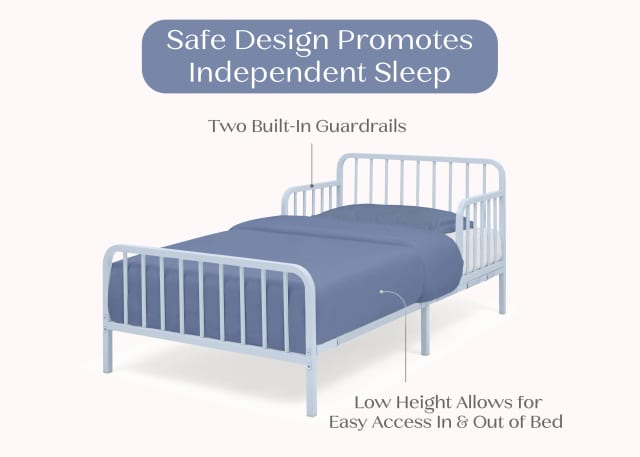 Safe Design Promotes
Independent Sleep
Two Built-In Guardrails
Low Height Allows for
Easy Access In & Out of Bed